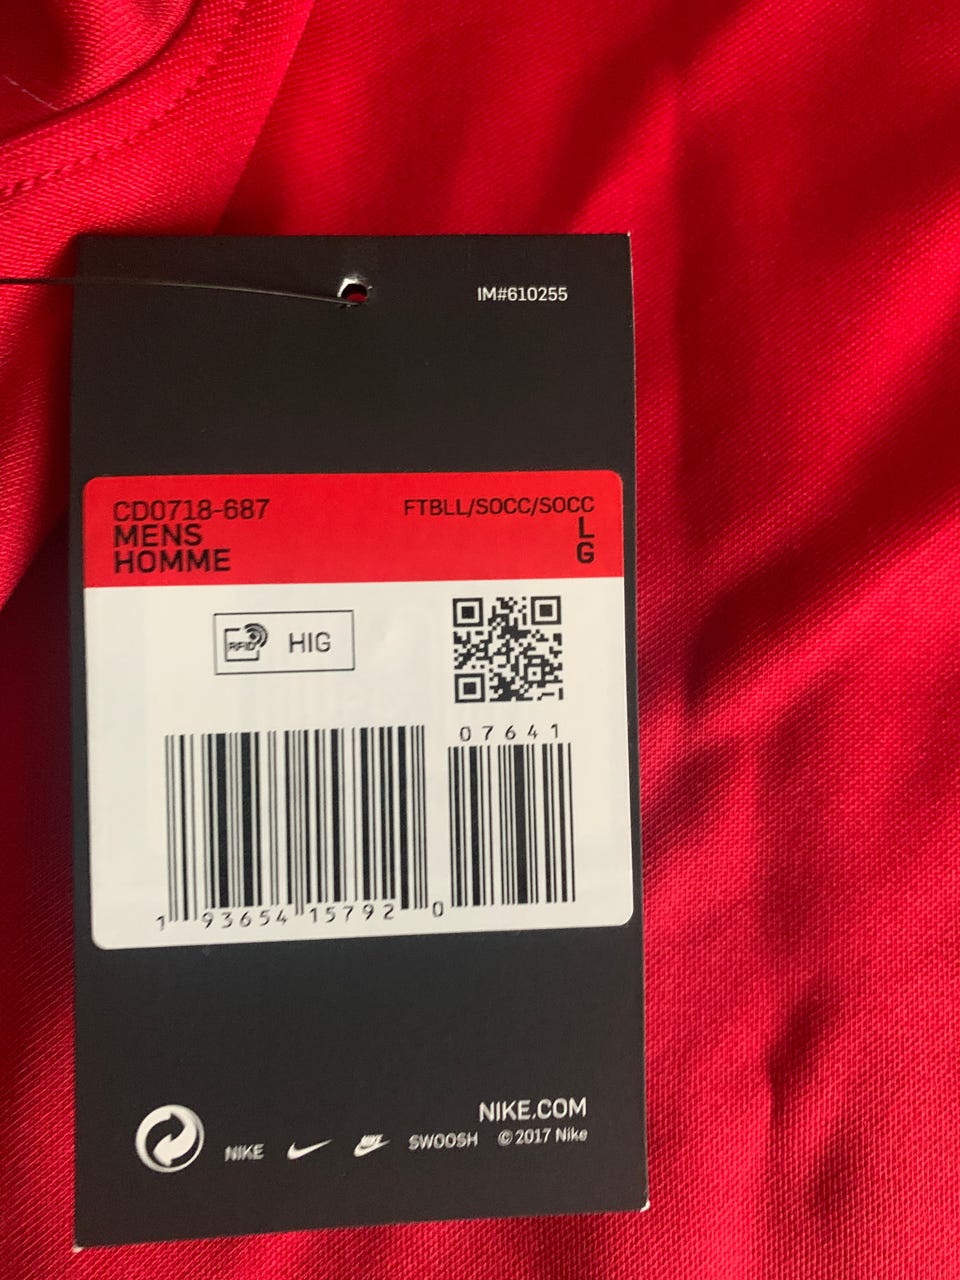 IM#610255
CD0718-687
FTBLL/SOCC/SOCC
MENS
L
HOMME
G
RFID
HIG
07641
1 93654 15792 0
NIKE.COM
NIKE NIKE SWOOSH © 2017 Nike